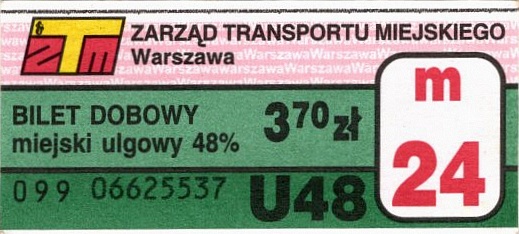 ZTm
ZARZĄD TRANSPORTU MIEJSKIEGO
Warszawa
BILET DOBOWY
miejski ulgowy 48%
370 zł
099 06625537
U48
m
24